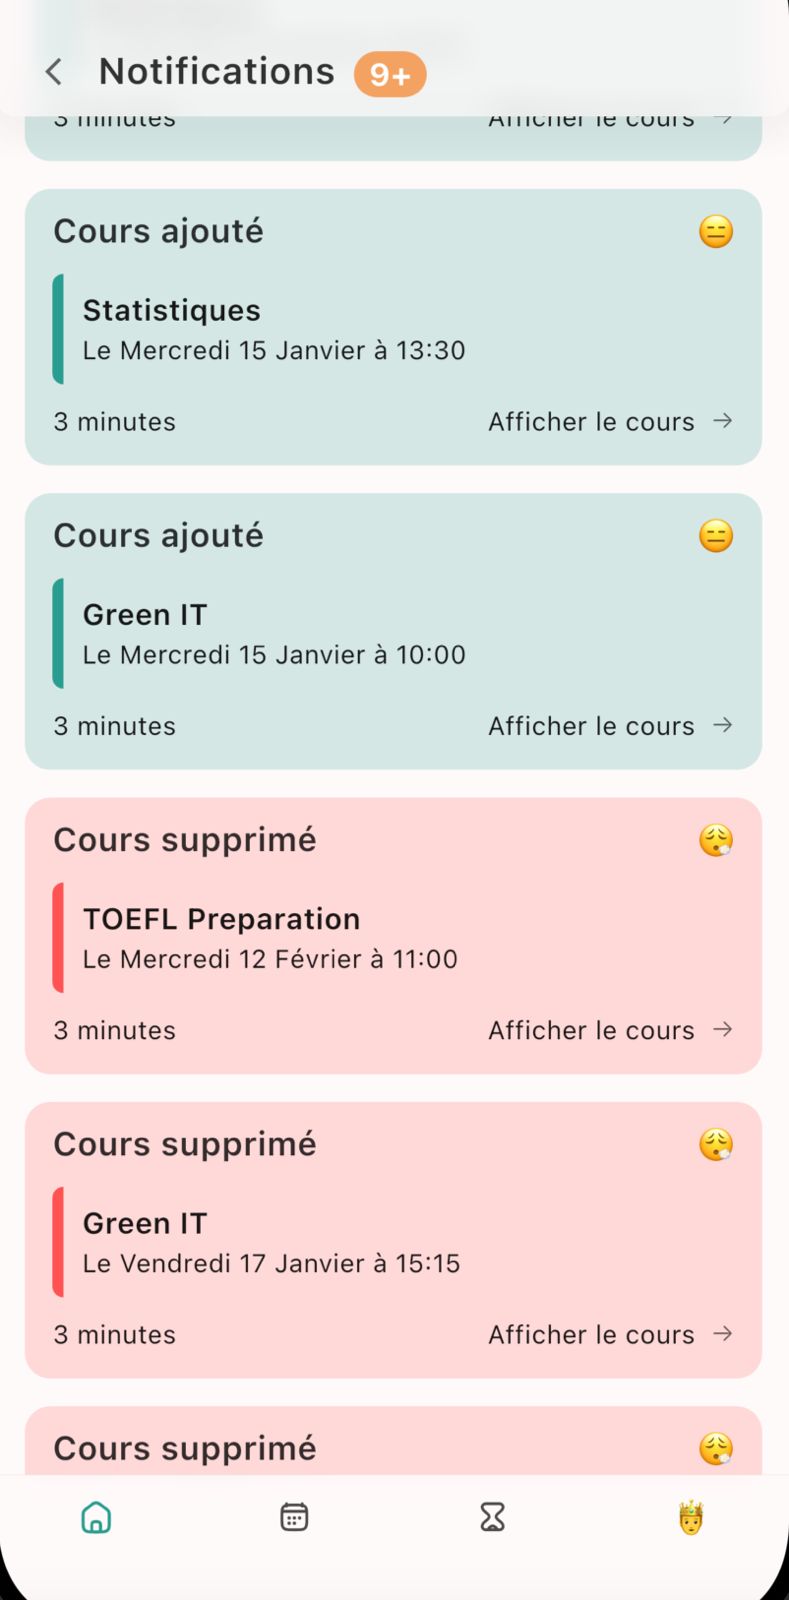 Notifications 9+
3 minutes Afficher le cours →
Cours ajouté
Statistiques
Le Mercredi 15 Janvier à 13:30
3 minutes Afficher le cours →
Cours ajouté
Green IT
Le Mercredi 15 Janvier à 10:00
3 minutes Afficher le cours →
Cours supprimé
TOEFL Preparation
Le Mercredi 12 Février à 11:00
3 minutes Afficher le cours →
Cours supprimé
Green IT
Le Vendredi 17 Janvier à 15:15
3 minutes Afficher le cours →
Cours supprimé